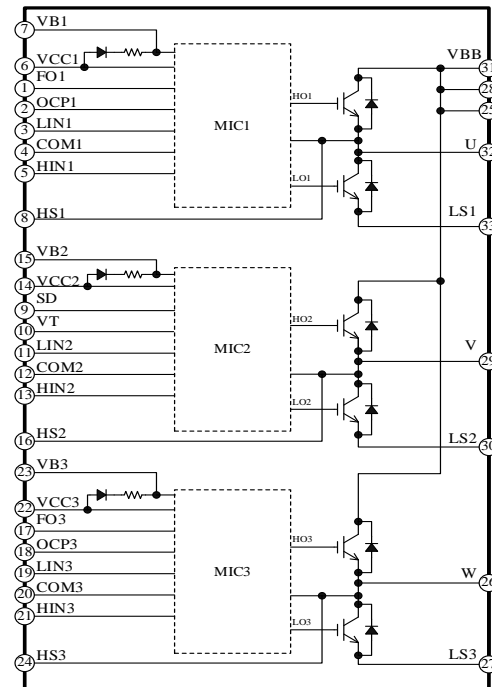 7 VB1
6 VCC1
1 FO1
2 OCP1
3 LIN1
4 COM1
5 HIN1
8 HS1
MIC1
HO1
LO1
VBB 31
28
25
U 32
LS1 33
15 VB2
14 VCC2
9 SD
10 VT
11 LIN2
12 COM2
13 HIN2
16 HS2
MIC2
HO2
LO2
V 29
LS2 30
23 VB3
22 VCC3
17 FO3
18 OCP3
19 LIN3
20 COM3
21 HIN3
24 HS3
MIC3
HO3
LO3
W 26
LS3 27